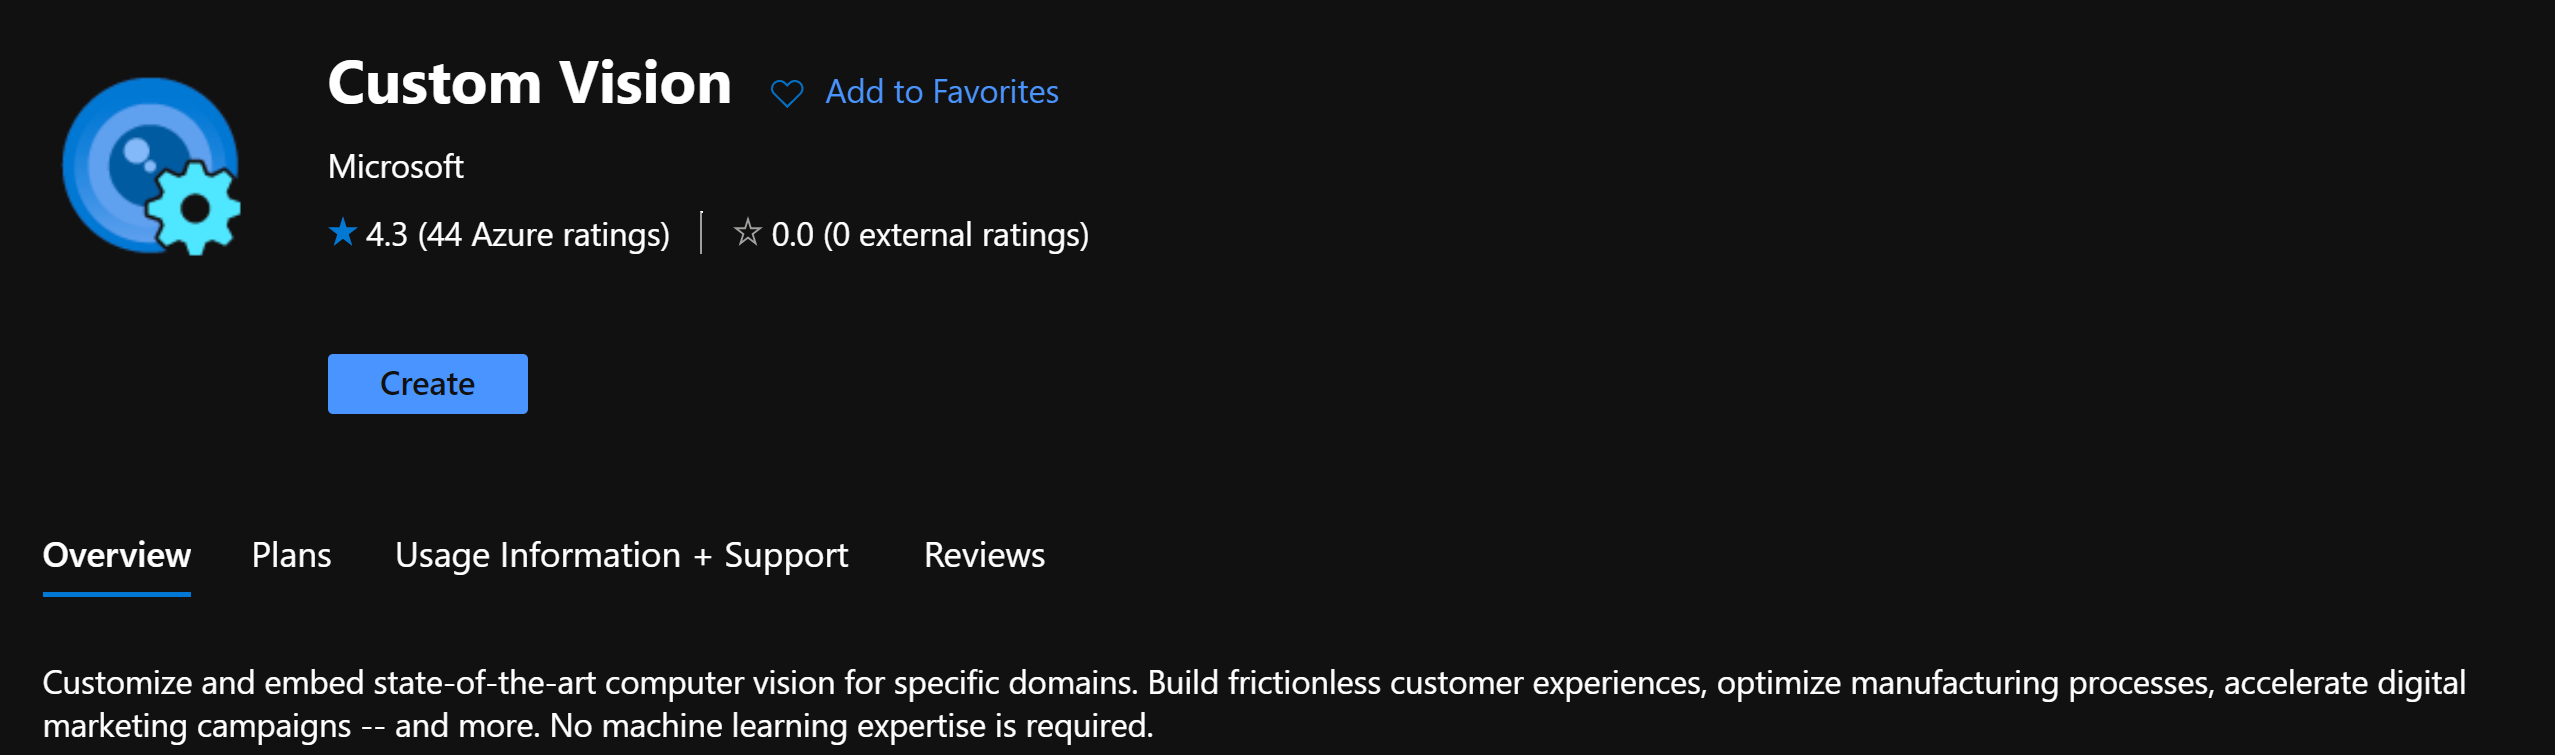 Custom Vision
Add to Favorites
Microsoft
4.3 (44 Azure ratings)
0.0 (0 external ratings)
Create
Overview
Plans
Usage Information + Support
Reviews
Customize and embed state-of-the-art computer vision for specific domains. Build frictionless customer experiences, optimize manufacturing processes, accelerate digital
marketing campaigns -- and more. No machine learning expertise is required.